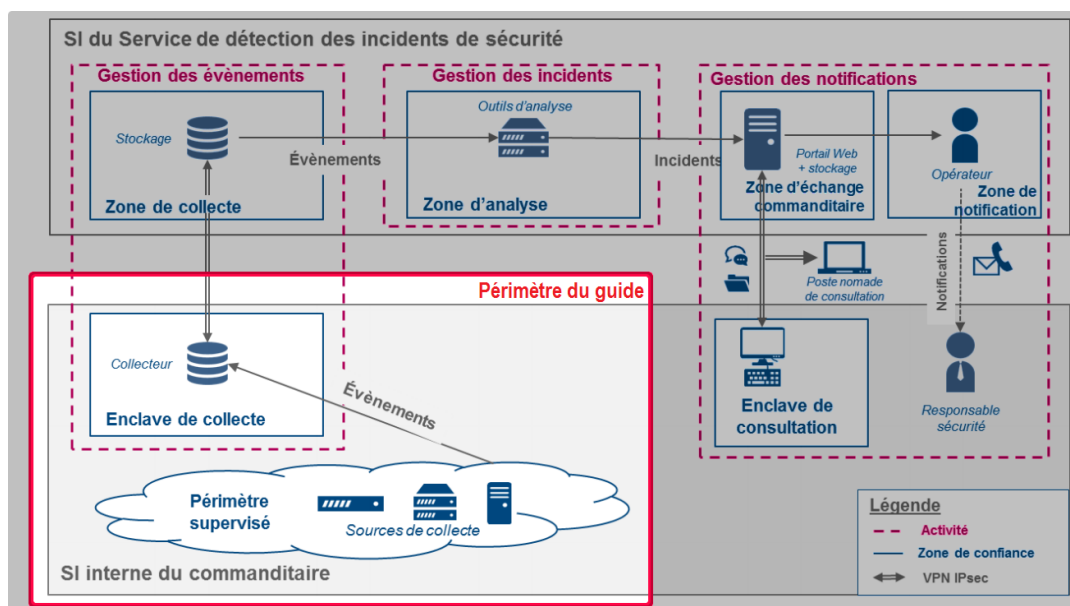 SI du Service de détection des incidents de sécurité
Gestion des évènements
Gestion des incidents
Gestion des notifications
Stockage
Zone de collecte
Évènements
Outils d'analyse
Zone d'analyse
Incidents
Portail Web
+ stockage
Zone d'échange
commanditaire
Opérateur
Zone de
notification
Notifications
Poste nomade
de consultation
Périmètre du guide
Collecteur
Enclave de collecte
Évènements
Enclave de
consultation
Responsable
sécurité
Périmètre
supervisé
Sources de collecte
SI interne du commanditaire
Légende
Activité
Zone de confiance
VPN IPsec